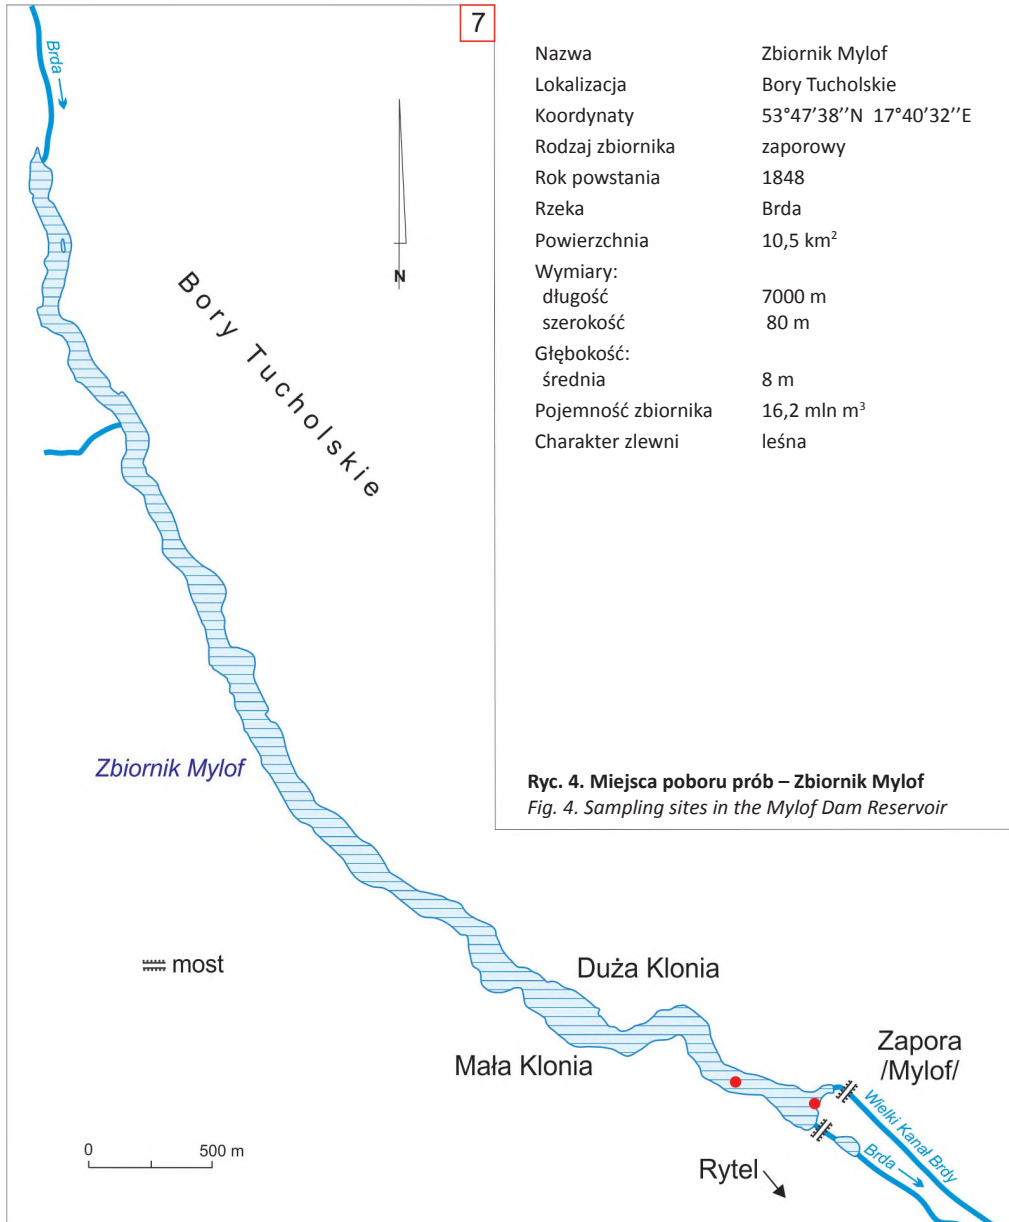 7
Brda
Nazwa Zbiornik Mylof
Lokalizacja Bory Tucholskie
Koordynaty 53°47’38’’N 17°40’32’’E
Rodzaj zbiornika zaporowy
Rok powstania 1848
Rzeka Brda
Powierzchnia 10,5 km²
Wymiary:
długość 7000 m
szerokość 80 m
Głębokość:
średnia 8 m
Pojemność zbiornika 16,2 mln m³
Charakter zlewni leśna
N
Bory Tucholskie
Zbiornik Mylof
Ryc. 4. Miejsca poboru prób – Zbiornik Mylof
Fig. 4. Sampling sites in the Mylof Dam Reservoir
most
Duża Klonia
Mała Klonia
Zapora
/Mylof/
Wielki Kanał Brdy
Brda
Rytel
0 500 m